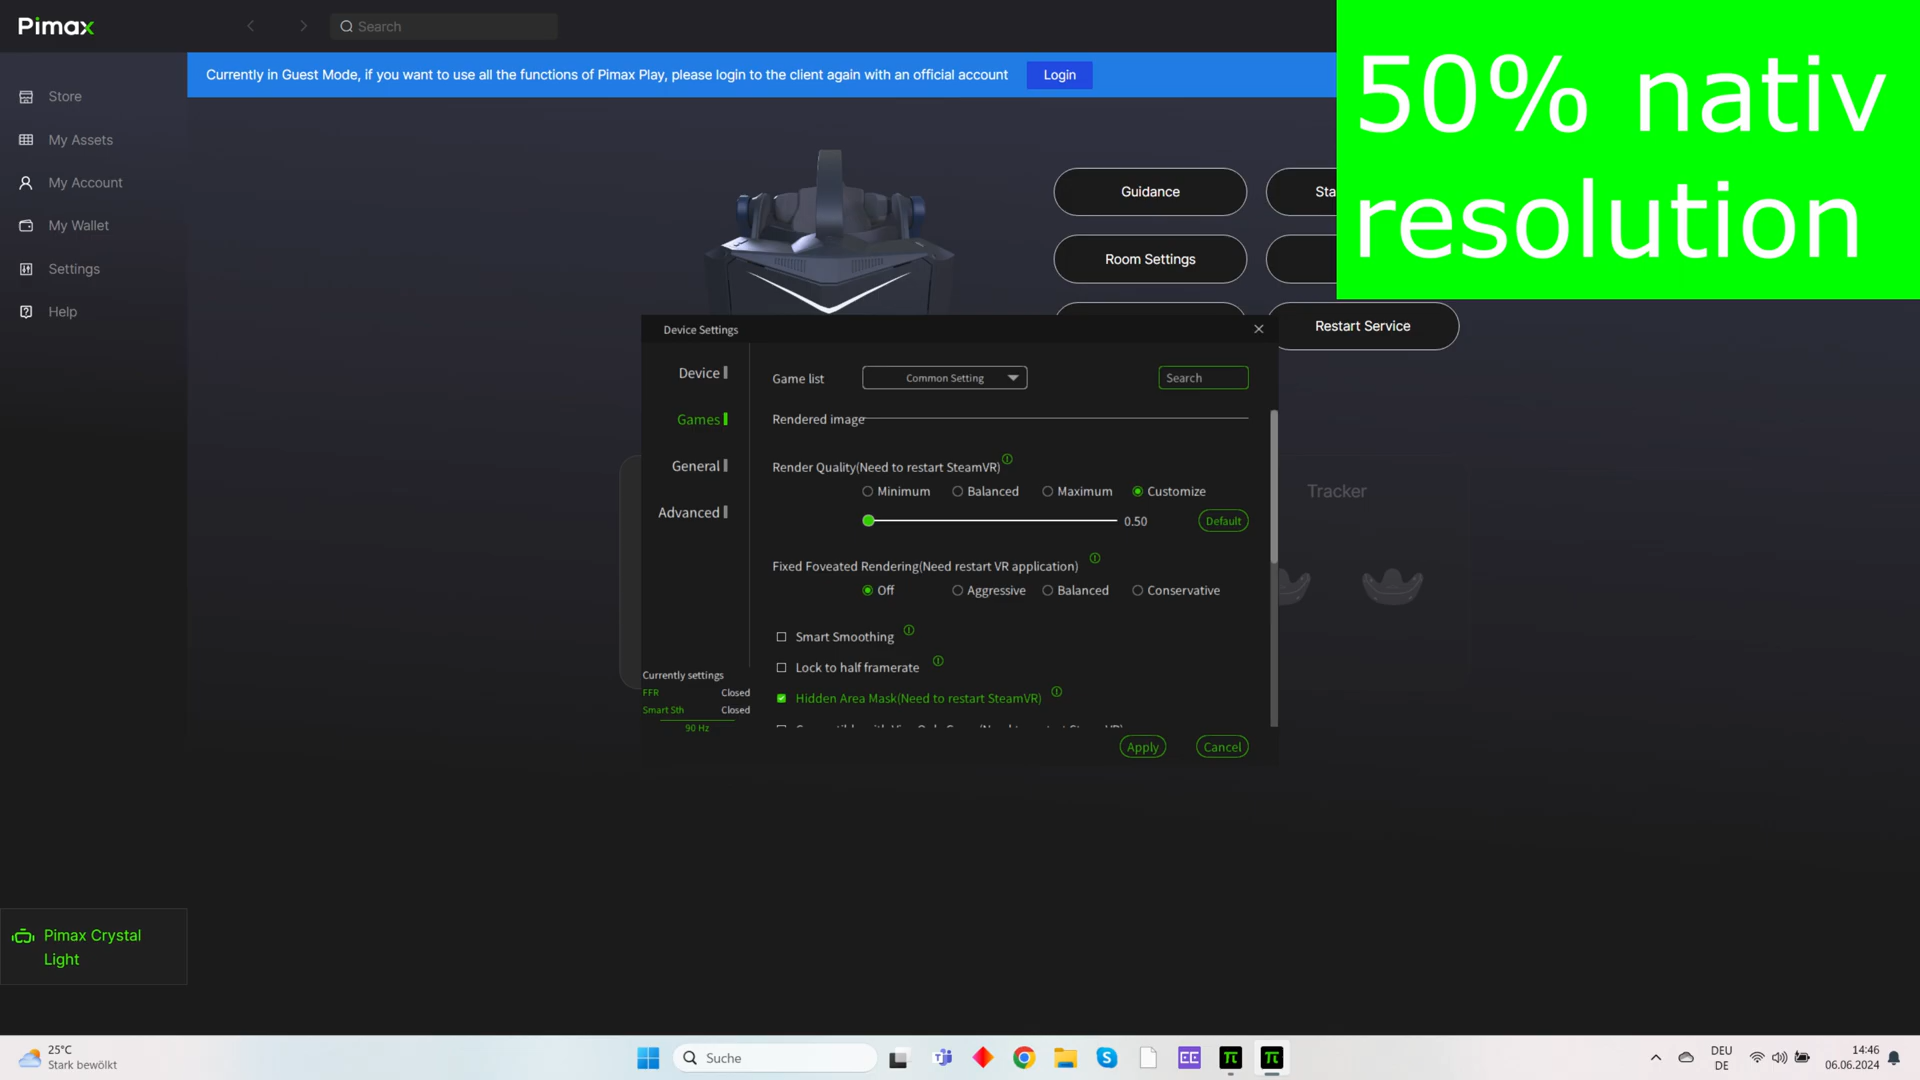 Pimax
Search
50% nativ
resolution
Currently in Guest Mode, if you want to use all the functions of Pimax Play, please login to the client again with an official account
Login
Store
My Assets
My Account
My Wallet
Settings
Help
Guidance
Sta
Room Settings
Restart Service
Device Settings
Device
Games
General
Advanced
Game list
Common Setting
Search
Rendered image
Render Quality(Need to restart SteamVR)
Minimum
Balanced
Maximum
Customize
0.50
Default
Fixed Foveated Rendering(Need restart VR application)
Off
Aggressive
Balanced
Conservative
Smart Smoothing
Lock to half framerate
Hidden Area Mask(Need to restart SteamVR)
Currently settings
FFR Closed
Smart Sth Closed
90 Hz
Apply
Cancel
Tracker
Pimax Crystal
Light
25°C
Stark bewölkt
Suche
DEU
DE
14:46
06.06.2024